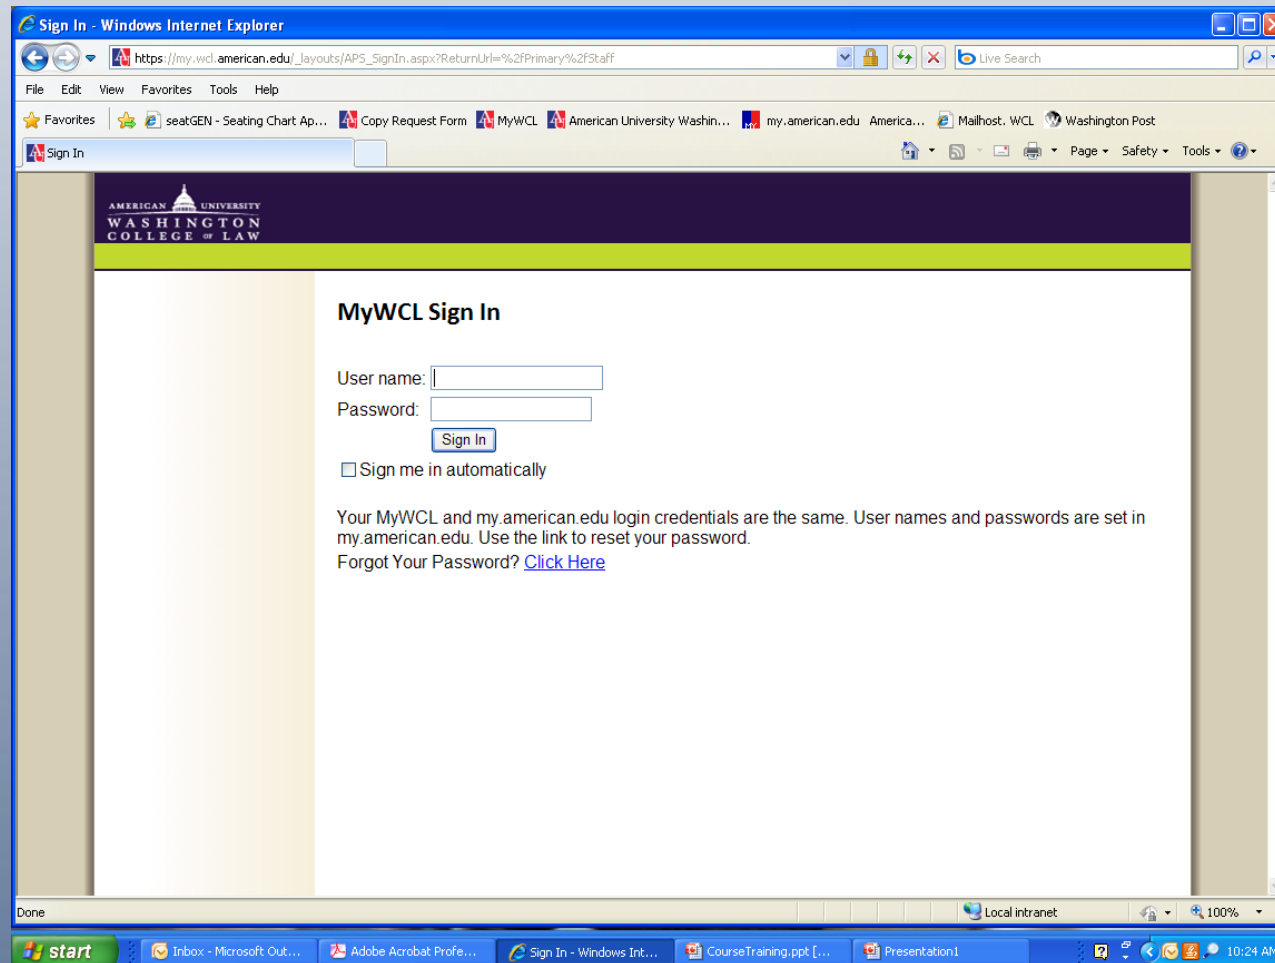 Sign In - Windows Internet Explorer
https://my.wcl.american.edu/_layouts/APS_SignIn.aspx?ReturnUrl=%2fPrimary%2fStaff
Live Search
File Edit View Favorites Tools Help
Favorites seatGEN - Seating Chart Ap... Copy Request Form MyWCL American University Washin... my.american.edu America... Mailhost. WCL Washington Post
Sign In Page Safety Tools
AMERICAN UNIVERSITY
WASHINGTON
COLLEGE OF LAW
MyWCL Sign In
User name:
Password:
Sign In
Sign me in automatically
Your MyWCL and my.american.edu login credentials are the same. User names and passwords are set in
my.american.edu. Use the link to reset your password.
Forgot Your Password? Click Here
Done Local intranet 100%
start Inbox - Microsoft Out... Adobe Acrobat Profe... Sign In - Windows Int... CourseTraining.ppt [... Presentation1 10:24 AM